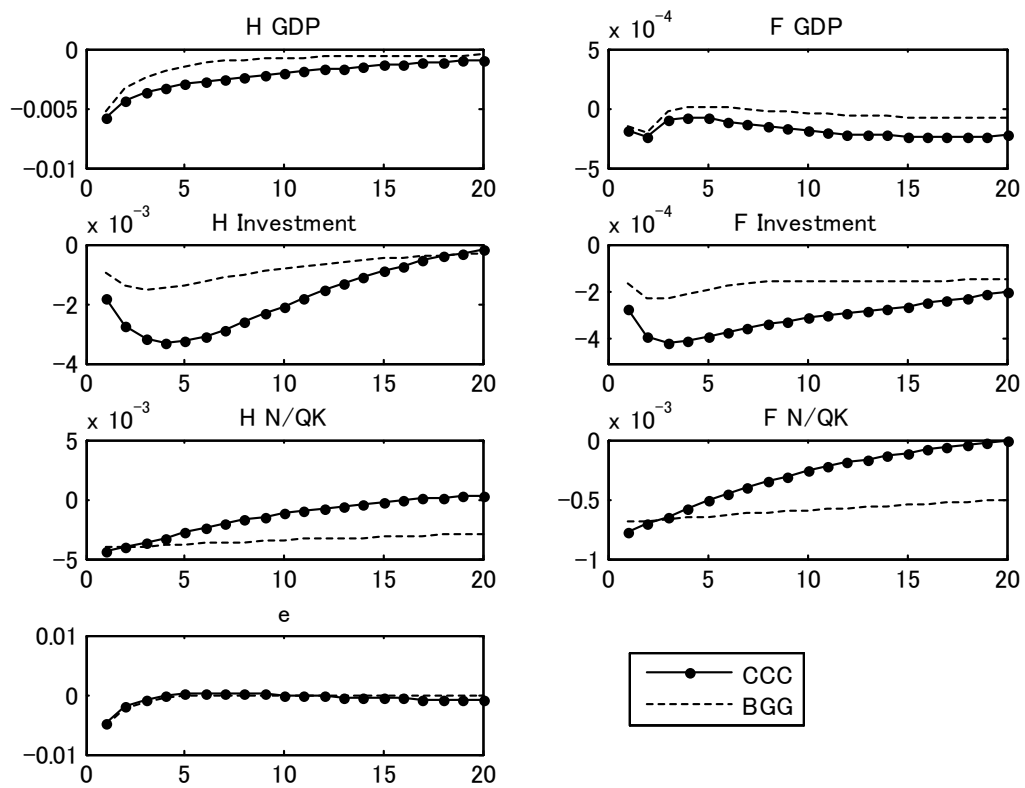 H GDP
0
−0.005
−0.01
0 5 10 15 20
F GDP
x 10^-4
5
0
−5
0 5 10 15 20
H Investment
x 10^-3
0
−2
−4
0 5 10 15 20
F Investment
x 10^-4
0
−2
−4
0 5 10 15 20
H N/QK
x 10^-3
5
0
−5
0 5 10 15 20
F N/QK
x 10^-3
0
−0.5
−1
0 5 10 15 20
e
0.01
0
−0.01
0 5 10 15 20
CCC
BGG